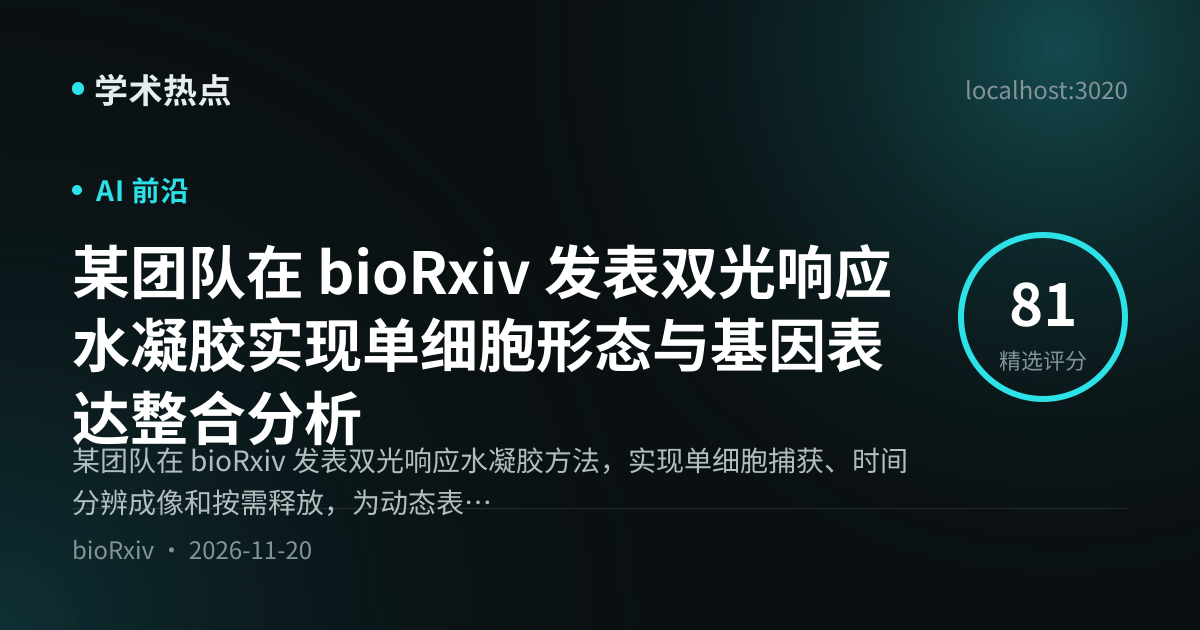 学术热点
localhost:3020
AI 前沿
某团队在 bioRxiv 发表双光响应
水凝胶实现单细胞形态与基因表
达整合分析
81
精选评分
某团队在 bioRxiv 发表双光响应水凝胶方法，实现单细胞捕获、时间
分辨成像和按需释放，为动态表…
bioRxiv · 2026-11-20